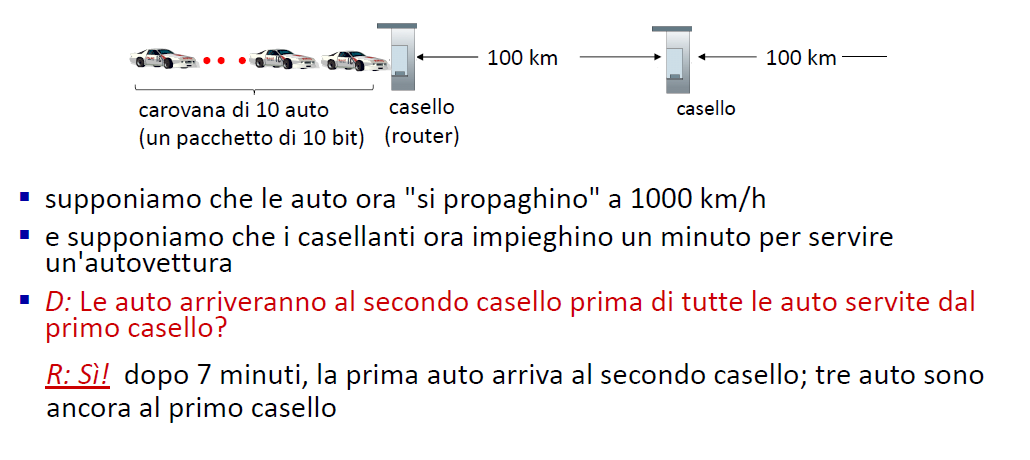 100 km
100 km
carovana di 10 auto
(un pacchetto di 10 bit)
casello
(router)
casello
supponiamo che le auto ora "si propaghino" a 1000 km/h
e supponiamo che i casellanti ora impieghino un minuto per servire
un'autovettura
D: Le auto arriveranno al secondo casello prima di tutte le auto servite dal
primo casello?
R: Sì! dopo 7 minuti, la prima auto arriva al secondo casello; tre auto sono
ancora al primo casello